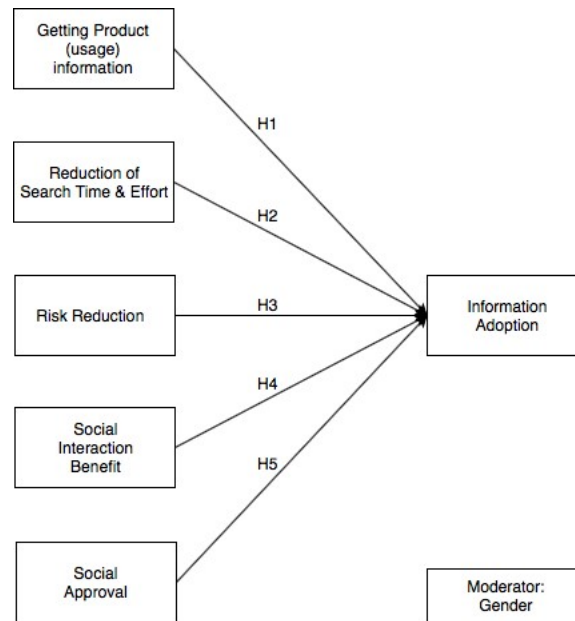 Getting Product
(usage)
information
H1
Reduction of
Search Time & Effort
H2
Risk Reduction
H3
Information
Adoption
H4
Social
Interaction
Benefit
H5
Social
Approval
Moderator:
Gender